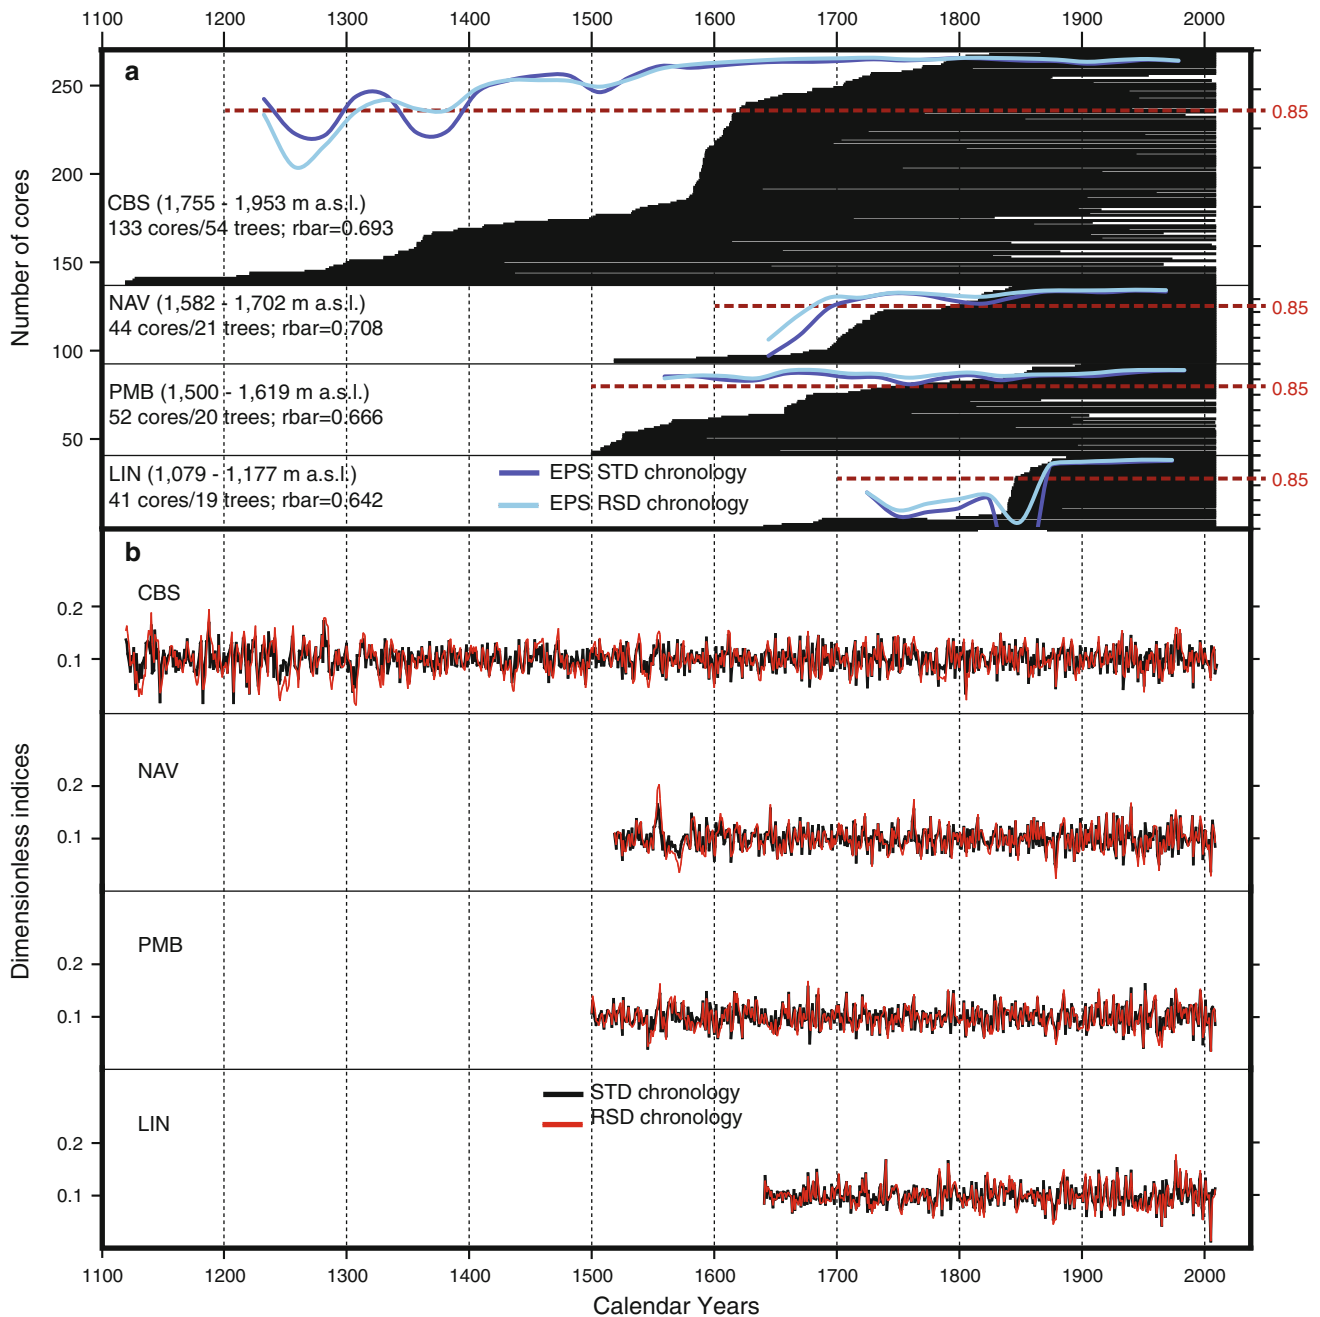 1100 1200 1300 1400 1500 1600 1700 1800 1900 2000
a
250
0.85
200
CBS (1,755 - 1,953 m a.s.l.)
133 cores/54 trees; rbar=0.693
150
NAV (1,582 - 1,702 m a.s.l.)
44 cores/21 trees; rbar=0.708
0.85
100
PMB (1,500 - 1,619 m a.s.l.)
52 cores/20 trees; rbar=0.666
0.85
50
LIN (1,079 - 1,177 m a.s.l.)
41 cores/19 trees; rbar=0.642
EPS STD chronology
EPS RSD chronology
0.85
Number of cores
b
CBS
0.2
0.1
NAV
0.2
0.1
PMB
0.2
0.1
STD chronology
RSD chronology
LIN
0.2
0.1
Dimensionless indices
1100 1200 1300 1400 1500 1600 1700 1800 1900 2000
Calendar Years